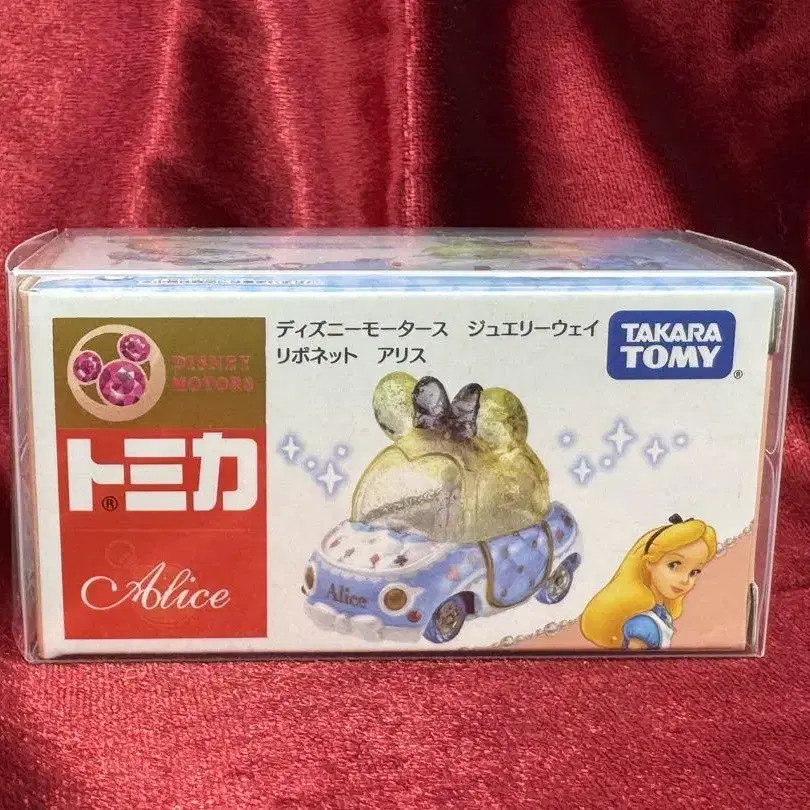 DISNEY
MOTORS
トミカ
®
Alice
ディズニーモータース ジュエリーウェイ
リボネット アリス
TAKARA
TOMY
®
Alice